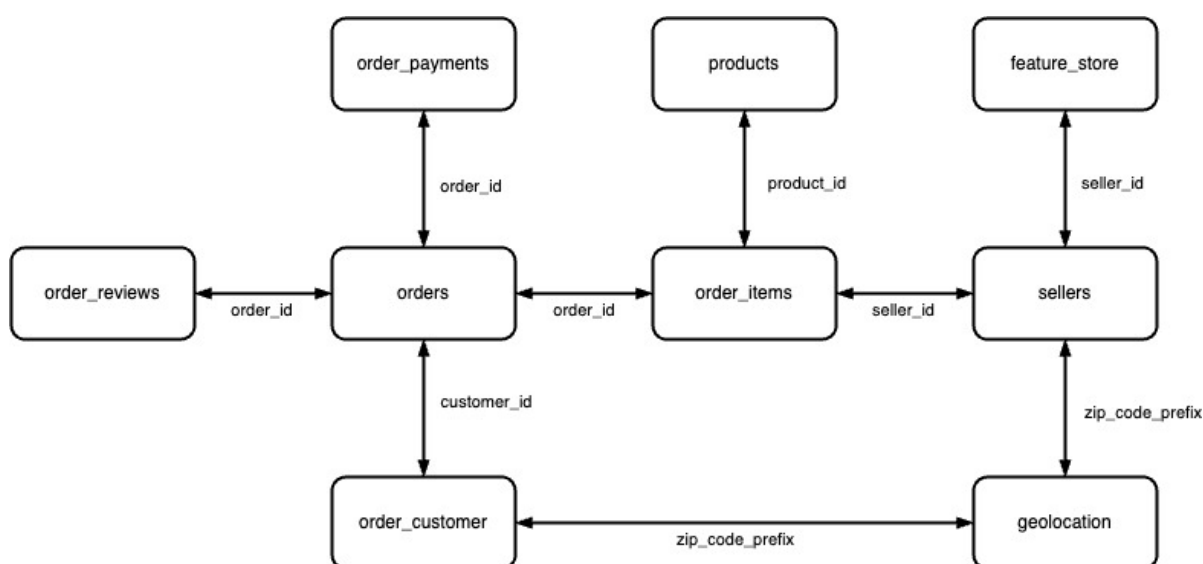 order_payments
products
feature_store
order_id
product_id
seller_id
order_reviews
orders
order_items
sellers
order_id
order_id
seller_id
customer_id
zip_code_prefix
order_customer
geolocation
zip_code_prefix